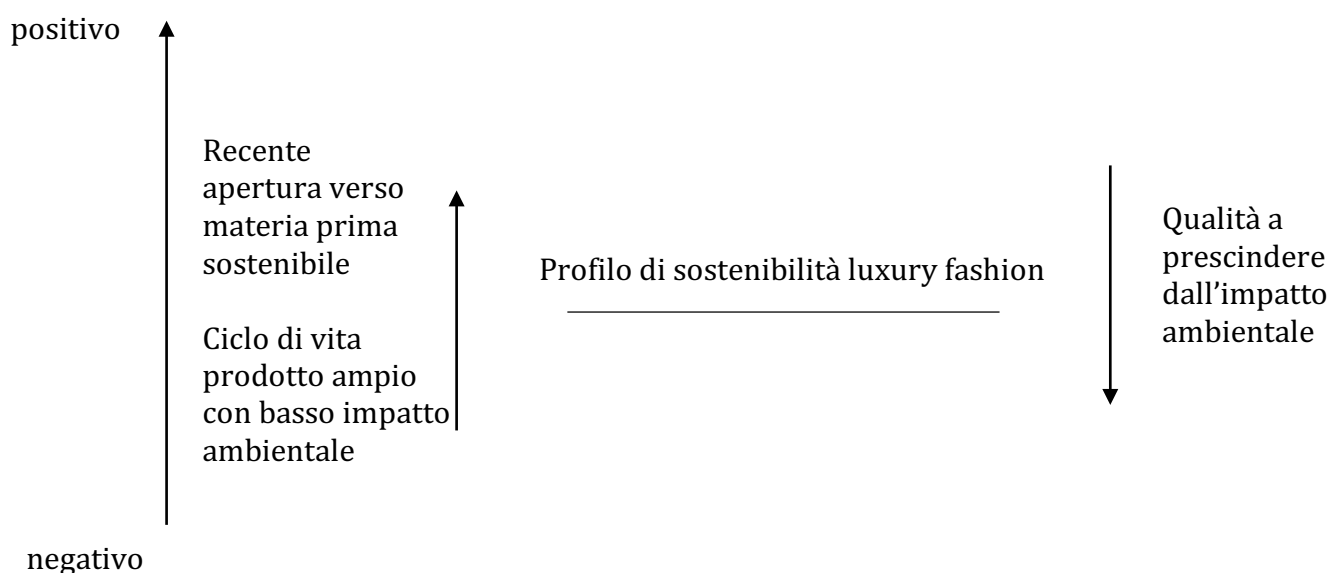 positivo
Recente
apertura verso
materia prima
sostenibile
Ciclo di vita
prodotto ampio
con basso impatto
ambientale
Profilo di sostenibilità luxury fashion
Qualità a
prescindere
dall’impatto
ambientale
negativo